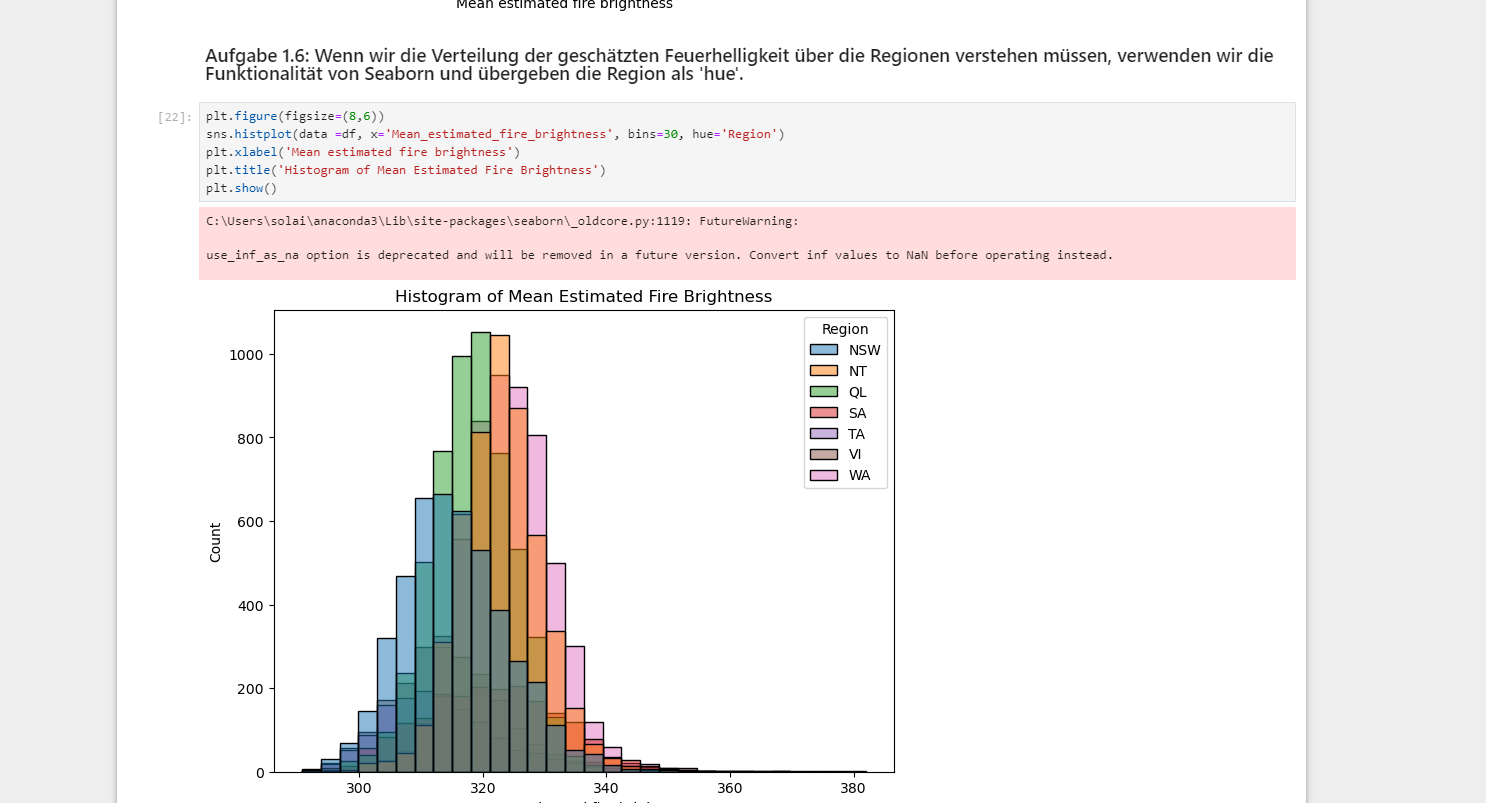 Mean estimated fire brightness
Aufgabe 1.6: Wenn wir die Verteilung der geschätzten Feuerhelligkeit über die Regionen verstehen müssen, verwenden wir die
Funktionalität von Seaborn und übergeben die Region als 'hue'.
[22]:
plt.figure(figsize=(8,6))
sns.histplot(data =df, x='Mean_estimated_fire_brightness', bins=30, hue='Region')
plt.xlabel('Mean estimated fire brightness')
plt.title('Histogram of Mean Estimated Fire Brightness')
plt.show()
C:\Users\solai\anaconda3\Lib\site-packages\seaborn\_oldcore.py:1119: FutureWarning:
use_inf_as_na option is deprecated and will be removed in a future version. Convert inf values to NaN before operating instead.
Histogram of Mean Estimated Fire Brightness
Region
NSW
NT
QL
SA
TA
VI
WA
Count
1000
800
600
400
200
0
300 320 340 360 380